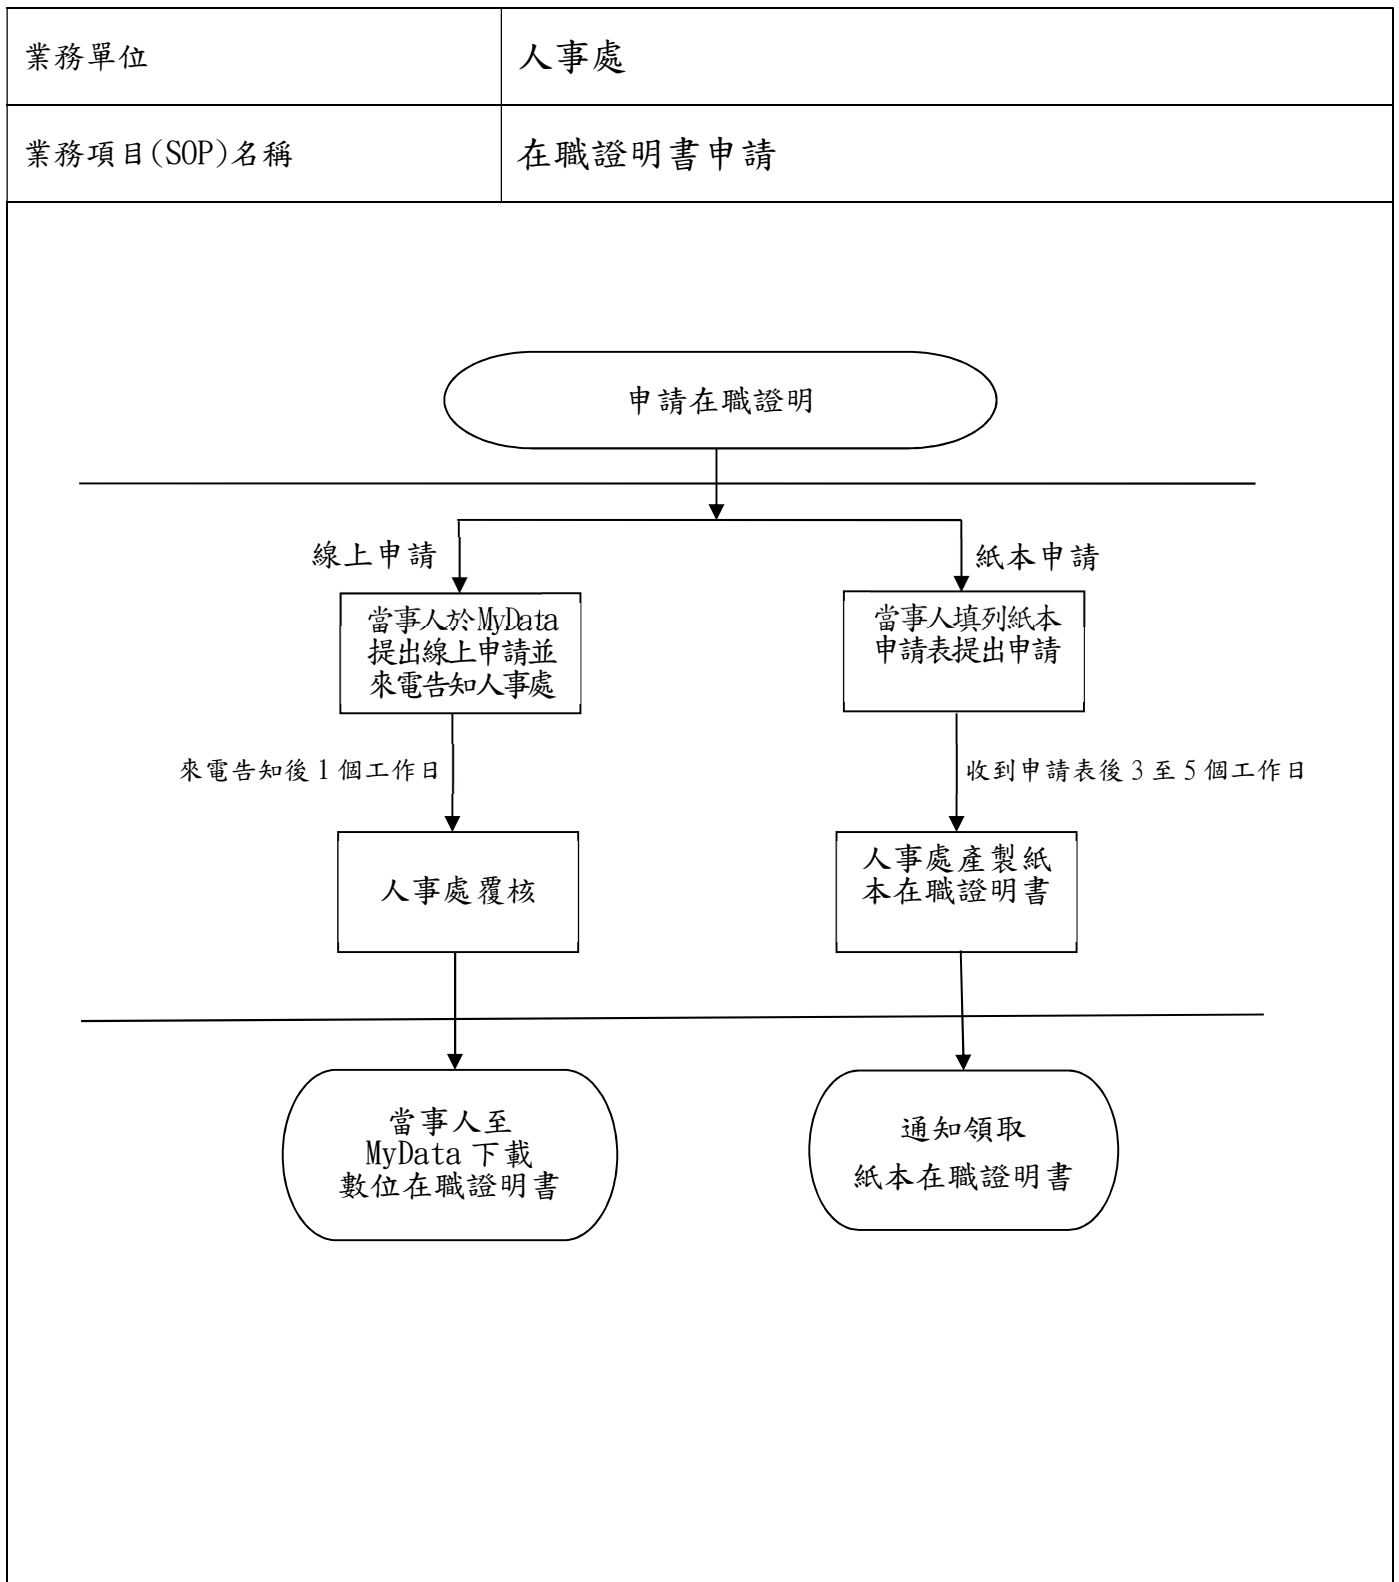 業務單位
人事處
業務項目(SOP)名稱
在職證明書申請
申請在職證明
線上申請
紙本申請
當事人於MyData
提出線上申請並
來電告知人事處
當事人填列紙本
申請表提出申請
來電告知後 1 個工作日
收到申請表後 3 至 5 個工作日
人事處覆核
人事處產製紙
本在職證明書
當事人至
MyData 下載
數位在職證明書
通知領取
紙本在職證明書